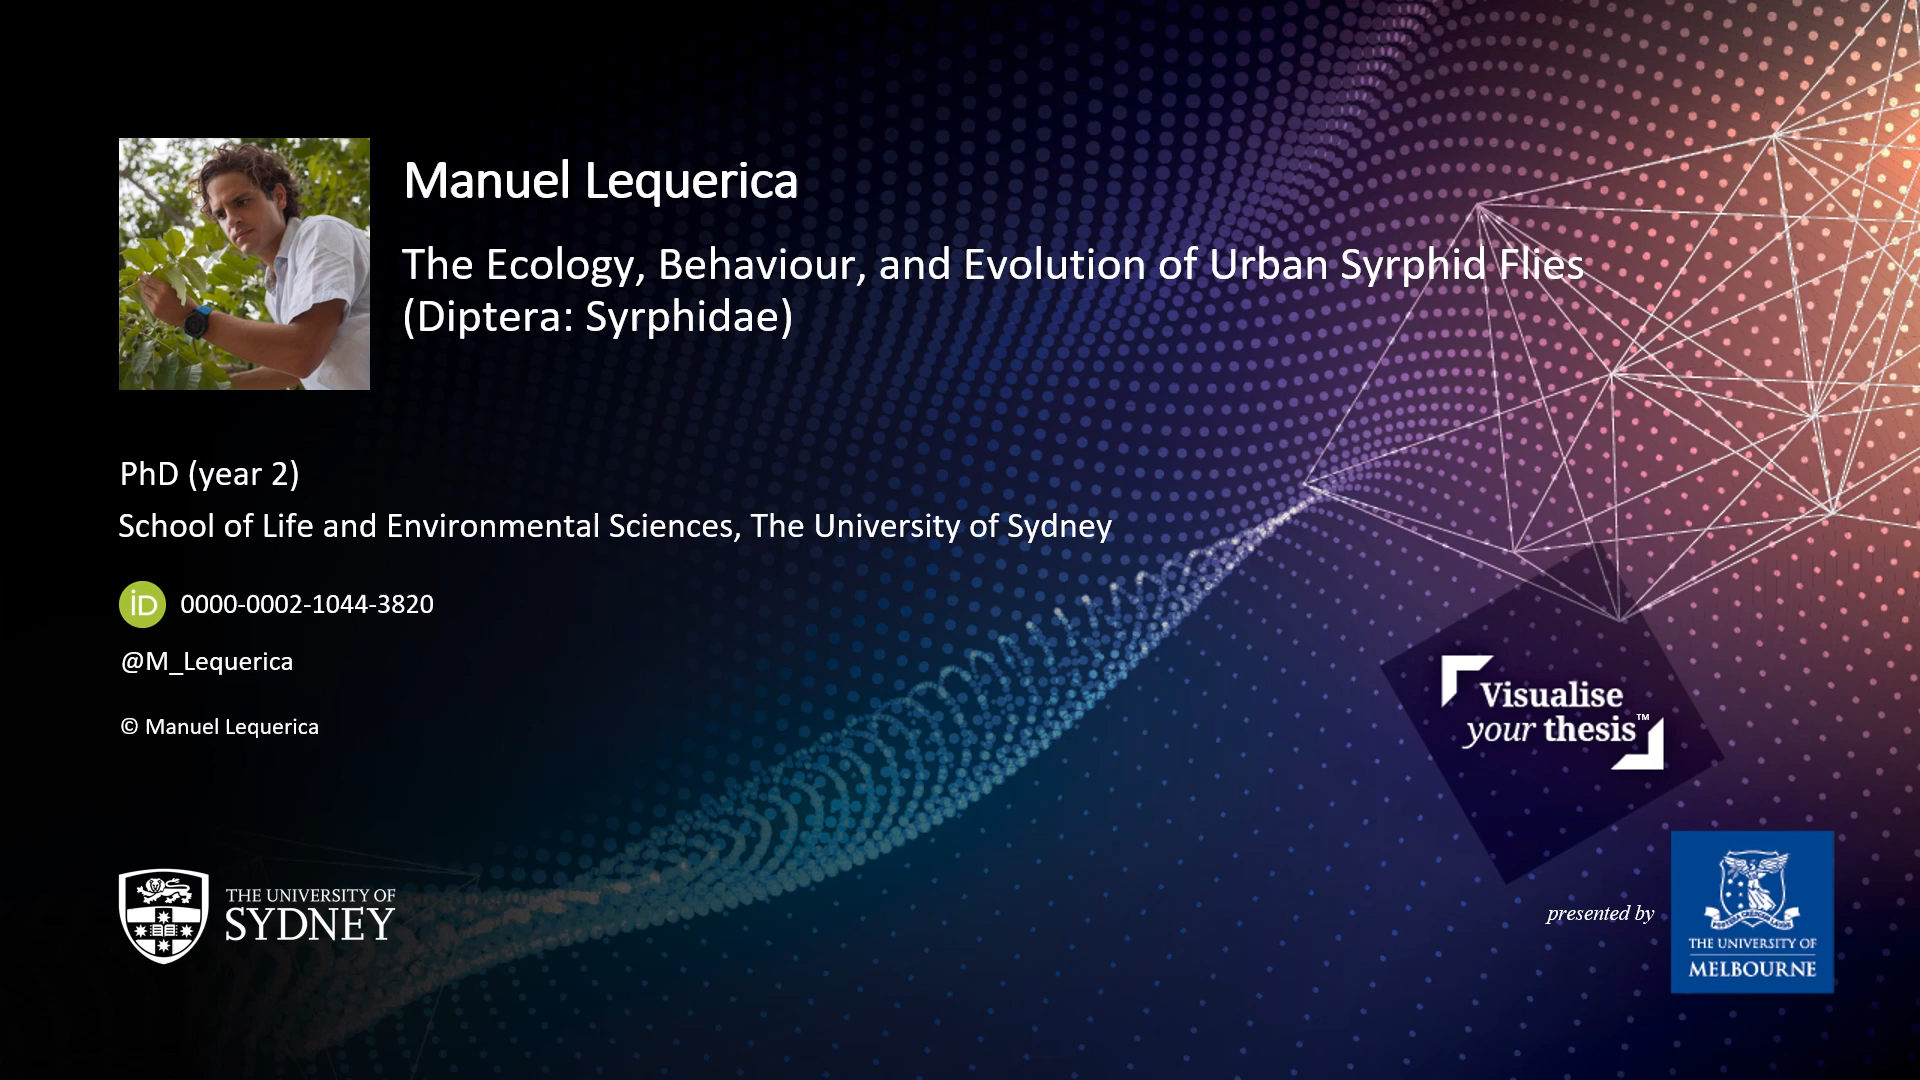 Manuel Lequerica
The Ecology, Behaviour, and Evolution of Urban Syrphid Flies
(Diptera: Syrphidae)
PhD (year 2)
School of Life and Environmental Sciences, The University of Sydney
iD 0000-0002-1044-3820
@M_Lequerica
© Manuel Lequerica
Visualise
your thesis™
THE UNIVERSITY OF
SYDNEY
presented by
THE UNIVERSITY OF
MELBOURNE